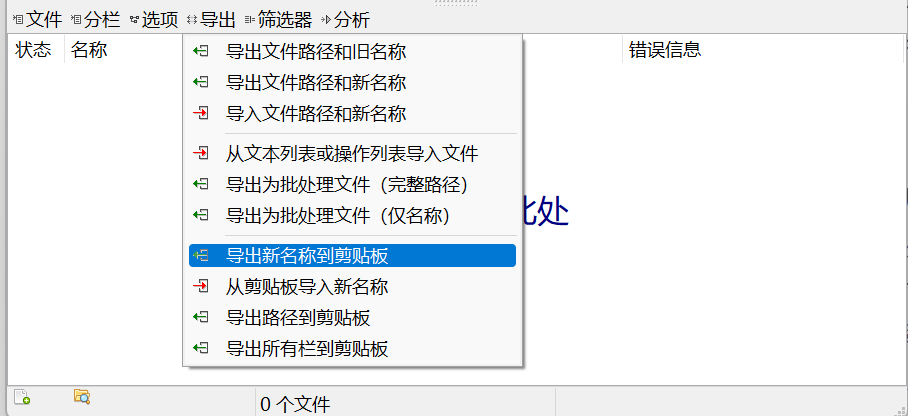 文件 分栏 选项 导出 筛选器 分析
状态 名称 错误信息
导出文件路径和旧名称
导出文件路径和新名称
导入文件路径和新名称
从文本列表或操作列表导入文件
导出为批处理文件（完整路径）
导出为批处理文件（仅名称）
此处
导出新名称到剪贴板
从剪贴板导入新名称
导出路径到剪贴板
导出所有栏到剪贴板
0 个文件